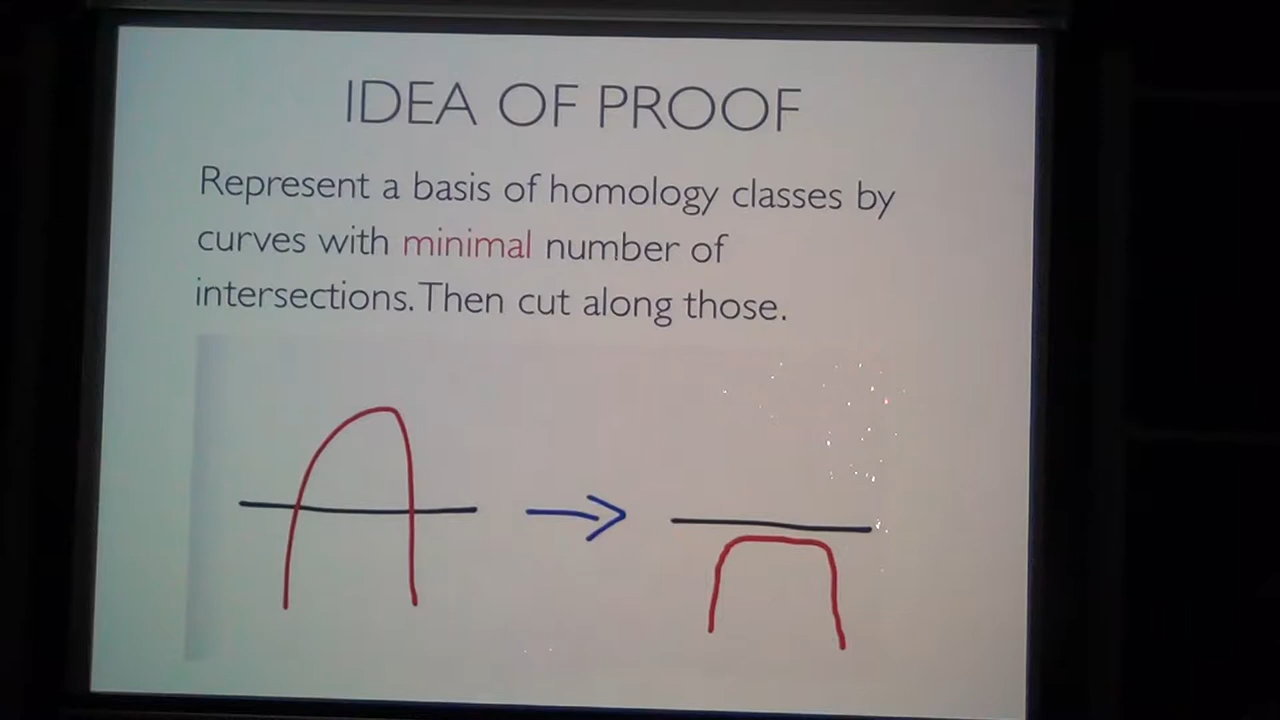 IDEA OF PROOF
Represent a basis of homology classes by
curves with minimal number of
intersections. Then cut along those.